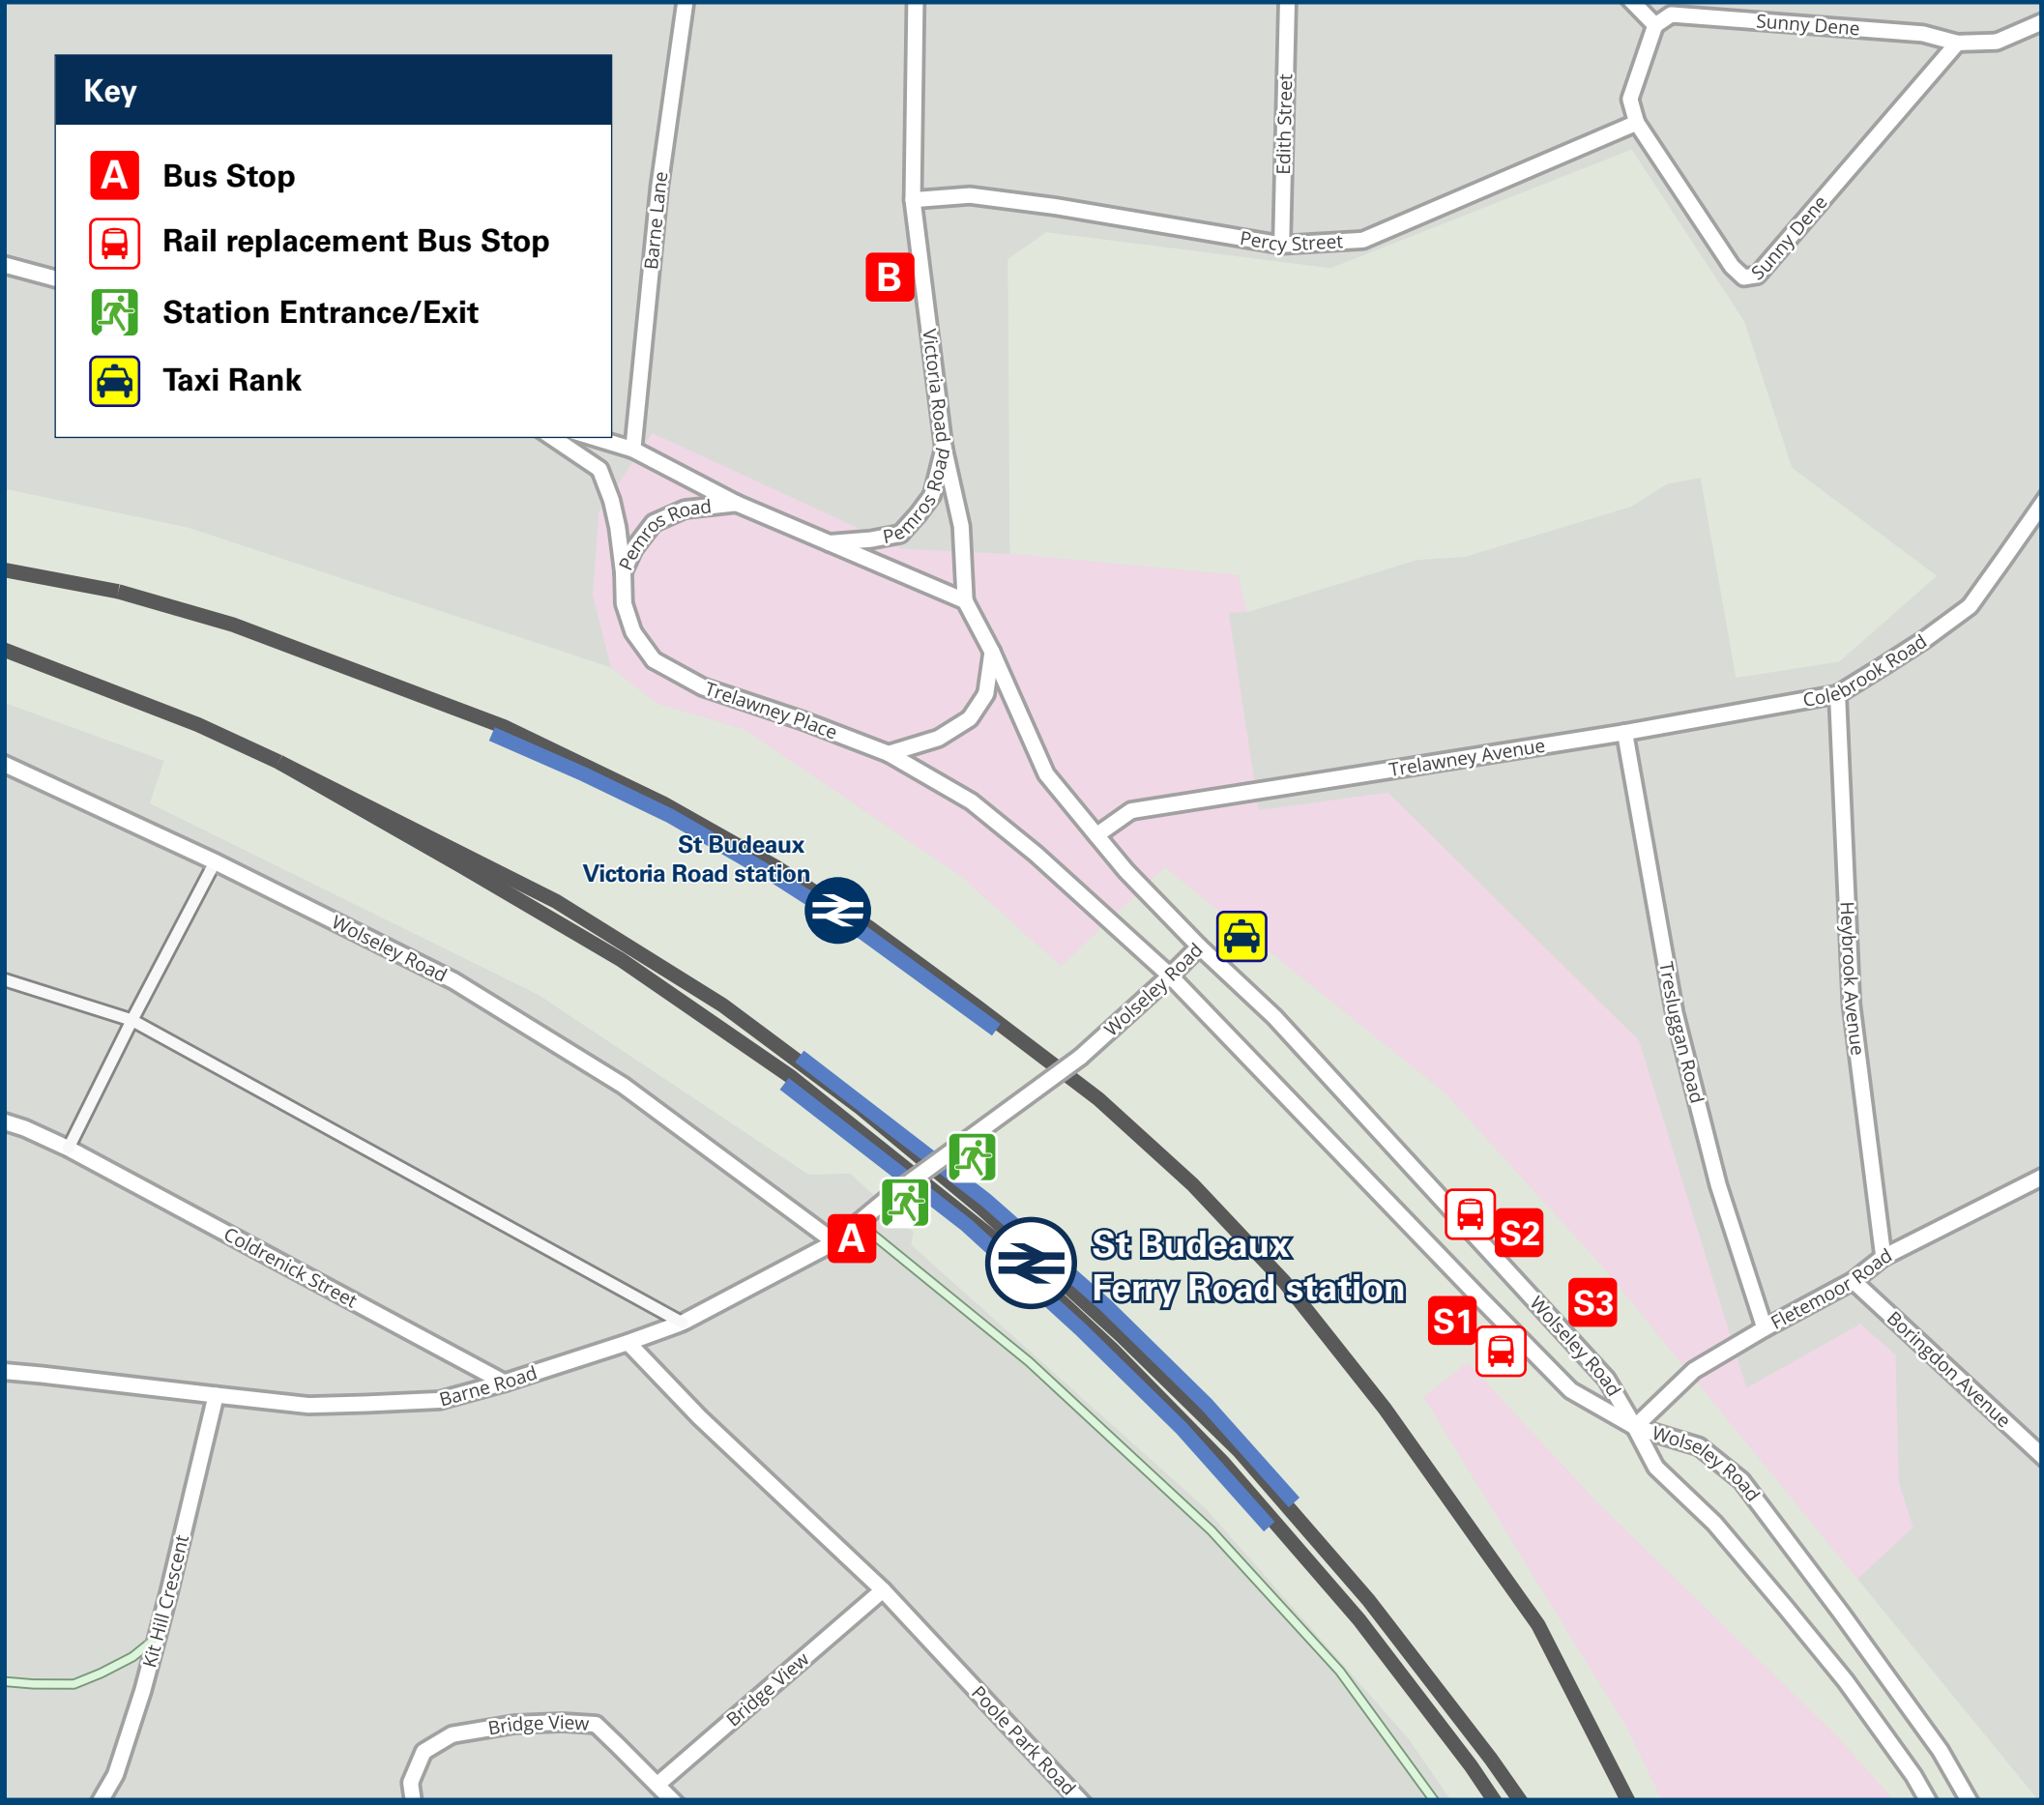 Key
A
Bus Stop
Rail replacement Bus Stop
Station Entrance/Exit
Taxi Rank
Sunny Dene
Edith Street
Barne Lane
Percy Street
Sunny Dene
B
Victoria Road
Pemros Road
Pemros Road
Trelawney Place
Colebrook Road
Trelawney Avenue
St Budeaux
Victoria Road station
Wolseley Road
Wolseley Road
Heybrook Avenue
Tresluggan Road
A
St Budeaux
Ferry Road station
S2
S3
S1
Wolseley Road
Fletemoor Road
Boringdon Avenue
Wolseley Road
Coldrenick Street
Barne Road
Kit Hill Crescent
Bridge View
Bridge View
Poole Park Road